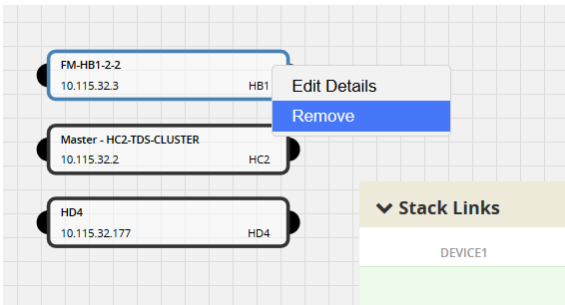 FM-HB1-2-2
10.115.32.3 HB1
Edit Details
Remove
Master - HC2-TDS-CLUSTER
10.115.32.2 HC2
HD4
10.115.32.177 HD4
Stack Links
DEVICE1